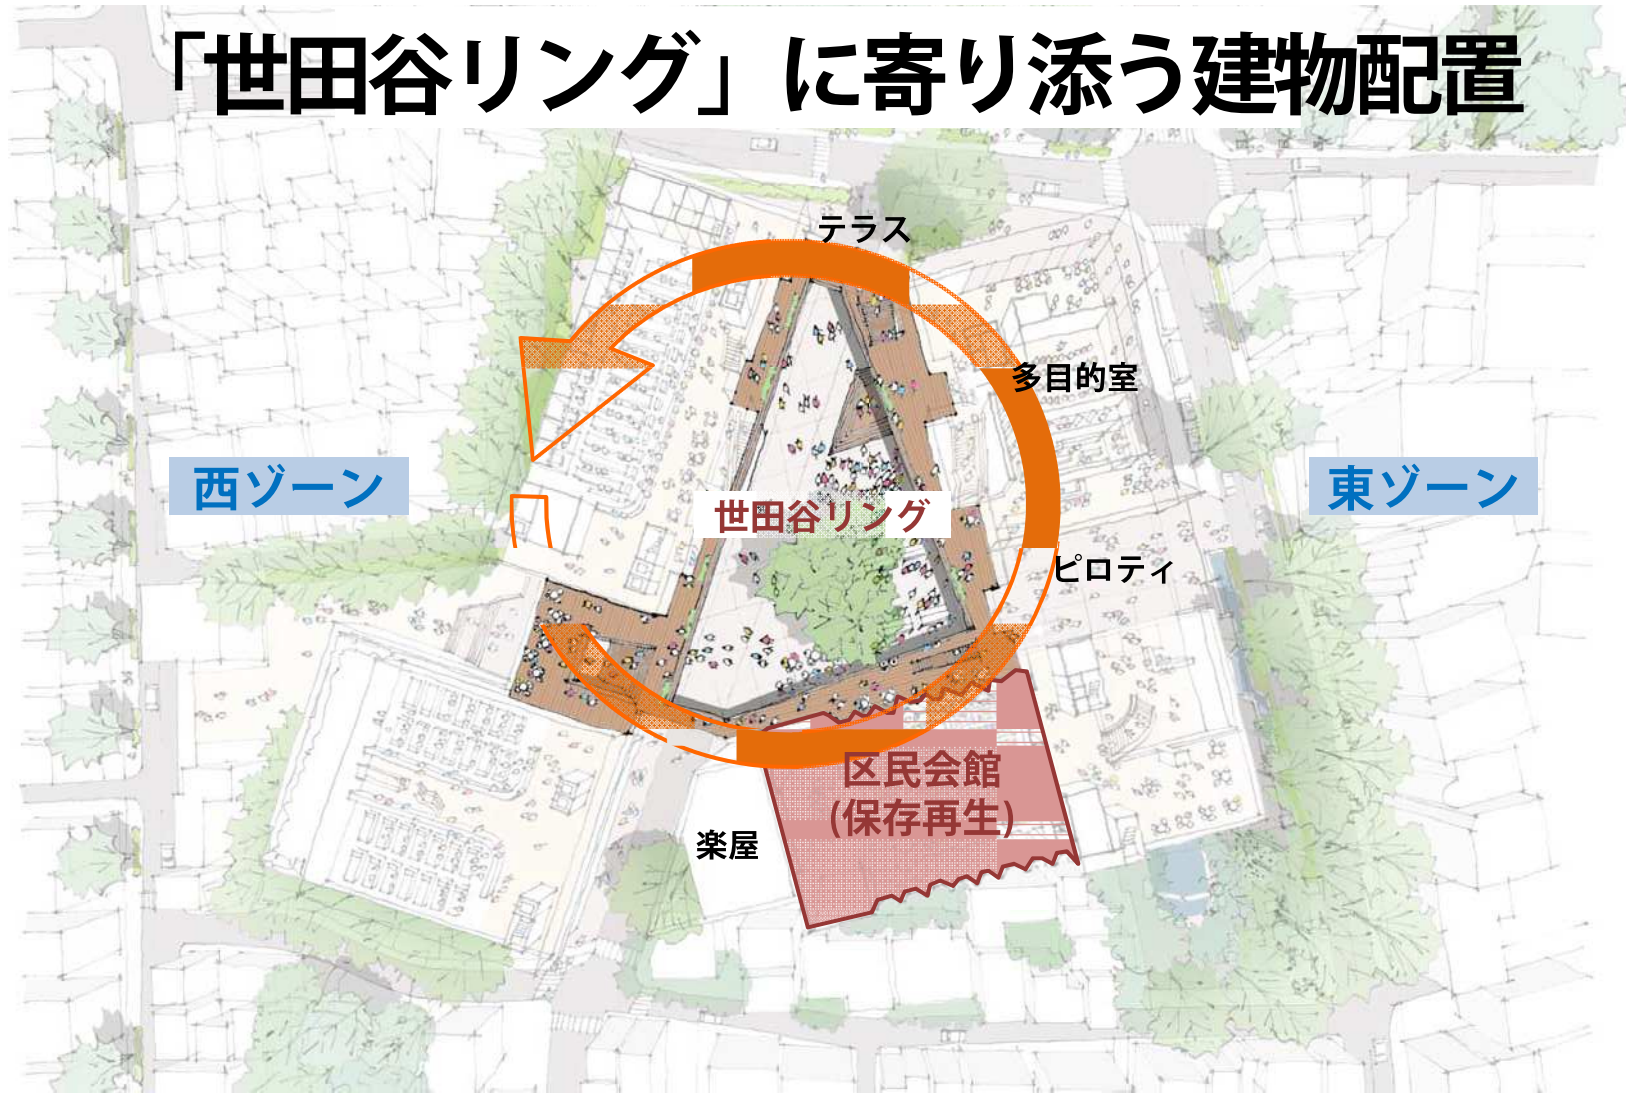 「世田谷リング」に寄り添う建物配置
テラス
多目的室
西ゾーン
東ゾーン
世田谷リング
ピロティ
区民会館
(保存再生)
楽屋